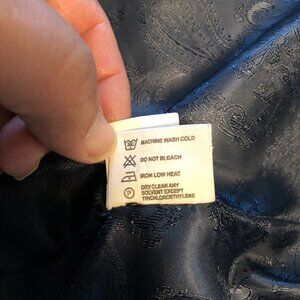 MACHINE WASH COLD
DO NOT BLEACH
IRON LOW HEAT
P
DRY CLEAN ANY
SOLVENT EXCEPT
TRICHLOROETHYLENE